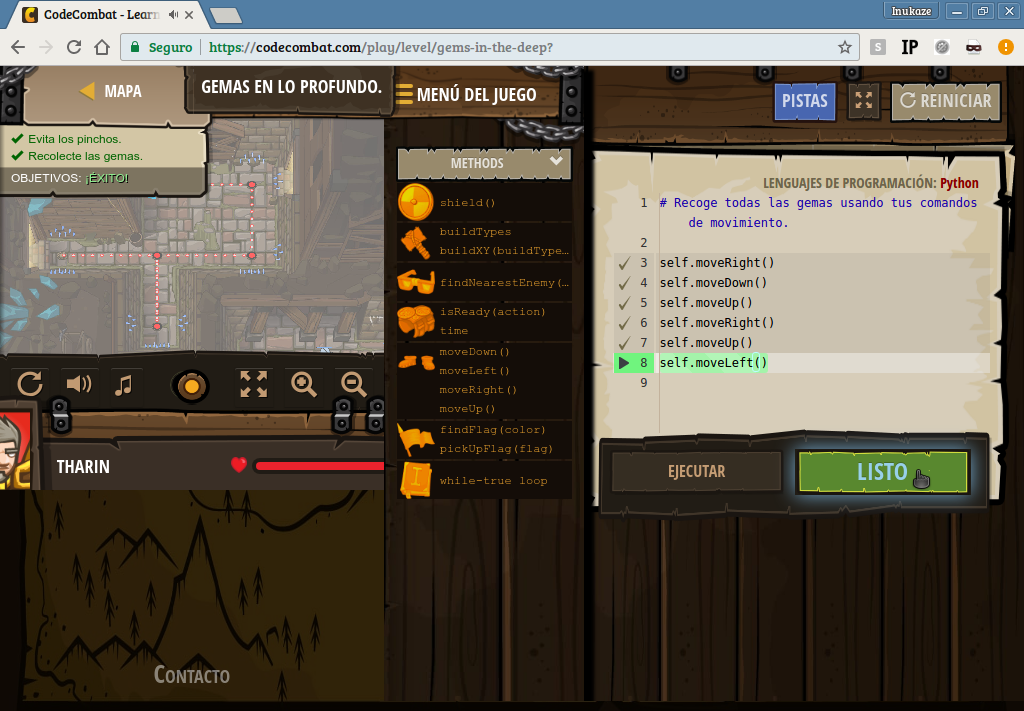 CodeCombat - Learn
Inukaze
Seguro
https://codecombat.com/play/level/gems-in-the-deep?
S
IP
MAPA
GEMAS EN LO PROFUNDO.
MENÚ DEL JUEGO
PISTAS
REINICIAR
Evita los pinchos.
Recolecte las gemas.
OBJETIVOS: ¡ÉXITO!
METHODS
shield()
buildTypes
buildXY(buildType…
findNearestEnemy(…
isReady(action)
time
moveDown()
moveLeft()
moveRight()
moveUp()
findFlag(color)
pickUpFlag(flag)
while-true loop
LENGUAJES DE PROGRAMACIÓN: Python
1 # Recoge todas las gemas usando tus comandos
de movimiento.
2
3 self.moveRight()
4 self.moveDown()
5 self.moveUp()
6 self.moveRight()
7 self.moveUp()
8 self.moveLeft()
9
EJECUTAR
LISTO
THARIN
CONTACTO